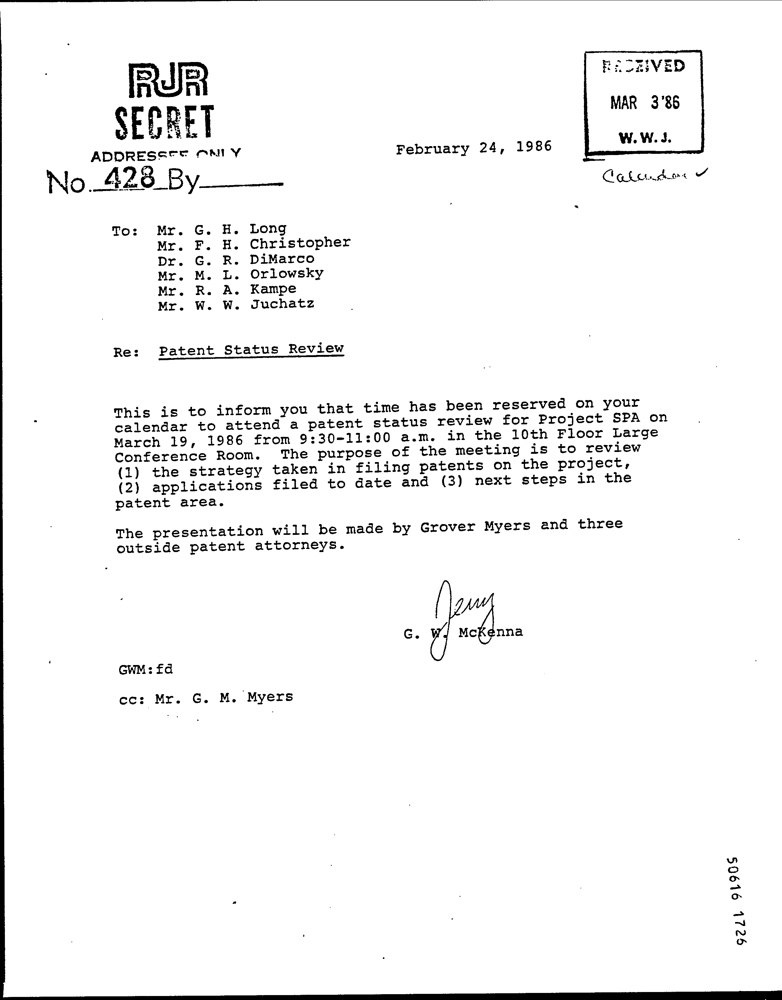 RJR
SECRET
ADDRESSEE ONLY
No. 428 By
February 24, 1986
RECEIVED
MAR 3 '86
W. W. J.
Calendar ✓
To: Mr. G. H. Long
Mr. F. H. Christopher
Dr. G. R. DiMarco
Mr. M. L. Orlowsky
Mr. R. A. Kampe
Mr. W. W. Juchatz
Re: Patent Status Review
This is to inform you that time has been reserved on your
calendar to attend a patent status review for Project SPA on
March 19, 1986 from 9:30-11:00 a.m. in the 10th Floor Large
Conference Room. The purpose of the meeting is to review
(1) the strategy taken in filing patents on the project,
(2) applications filed to date and (3) next steps in the
patent area.
The presentation will be made by Grover Myers and three
outside patent attorneys.
Jerry
G. W. McKenna
GWM:fd
cc: Mr. G. M. Myers
50616 1726